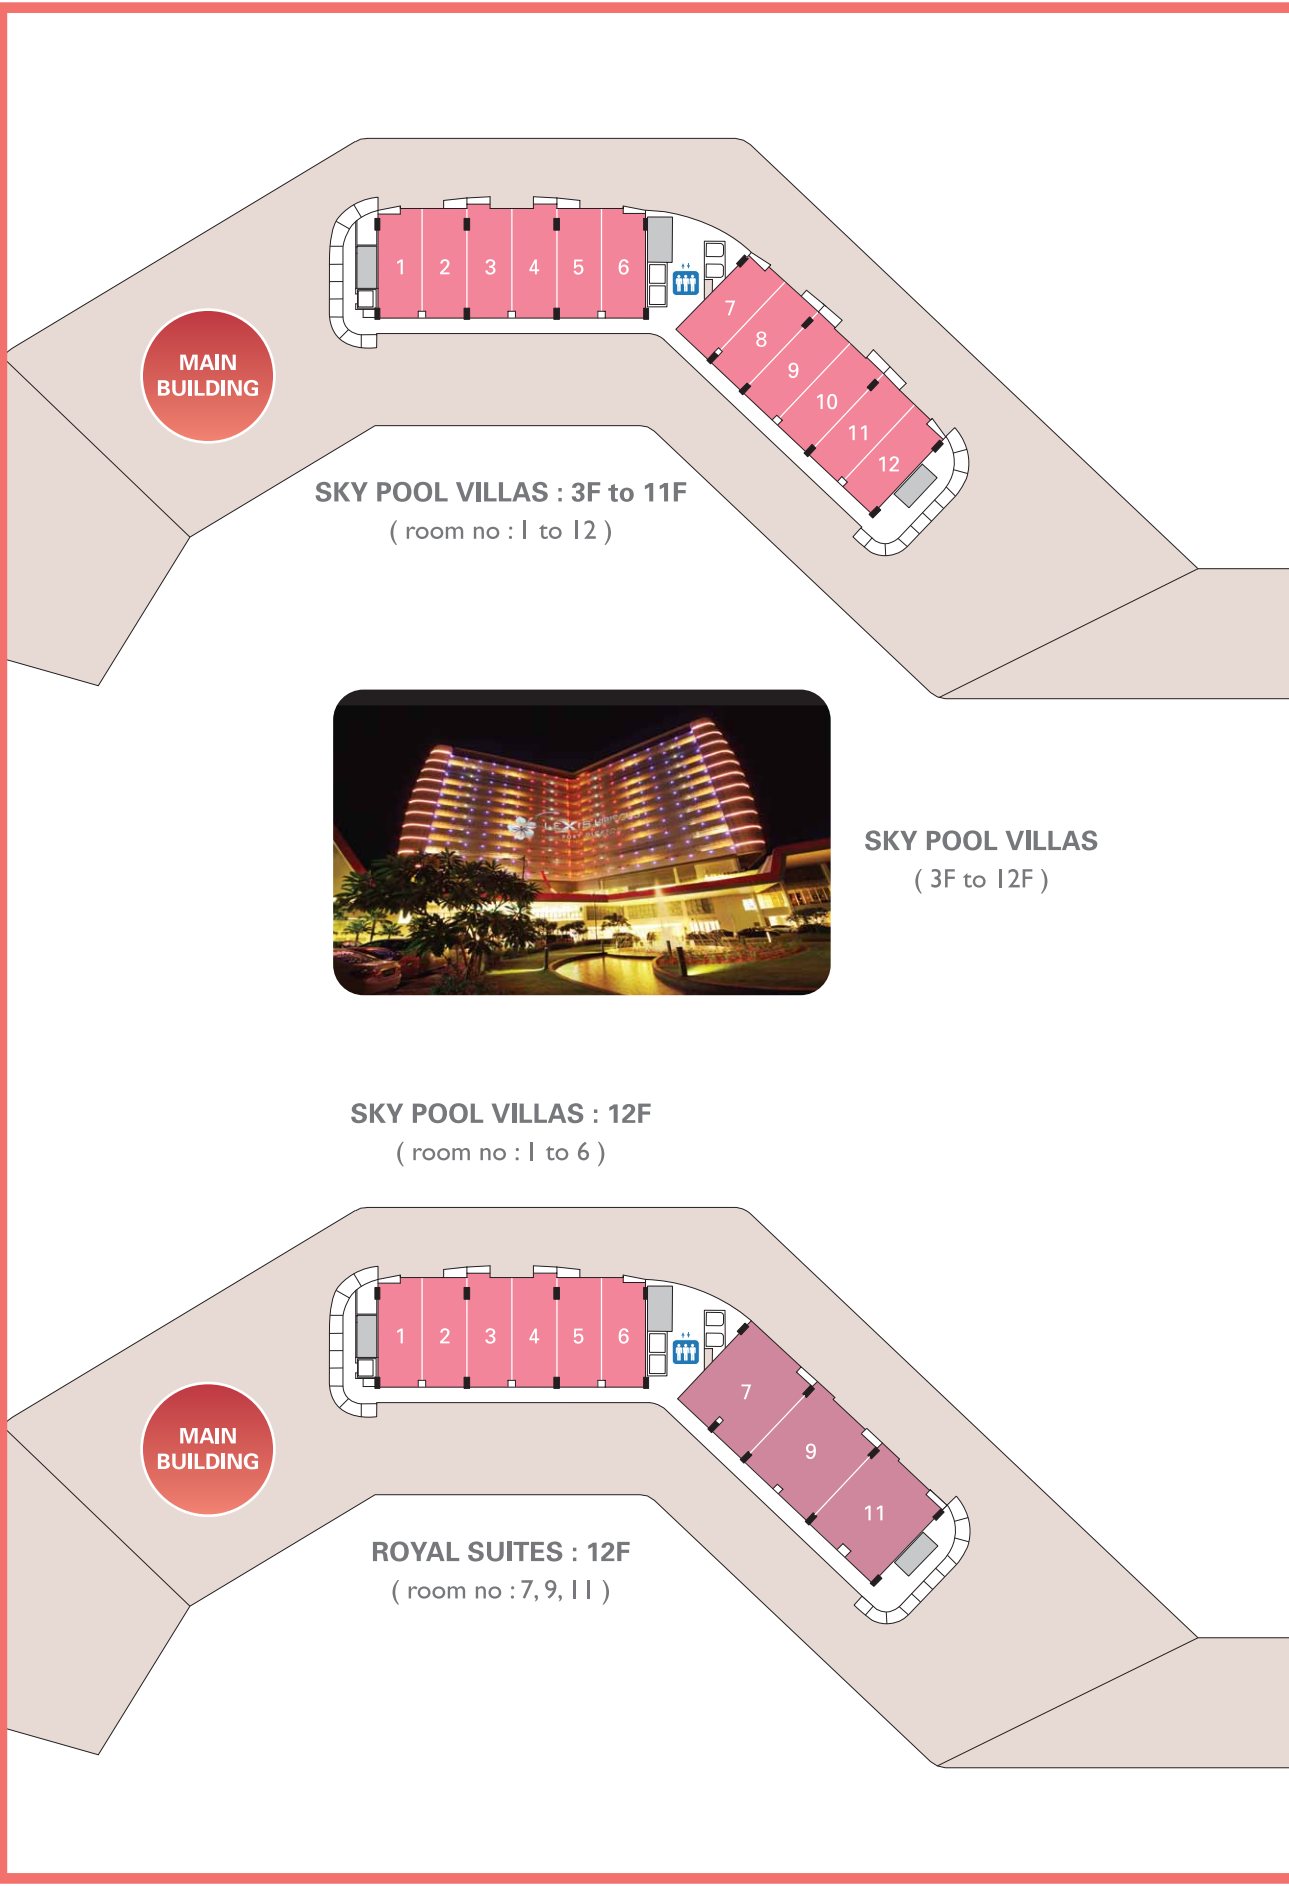 1 2 3 4 5 6
7
8
9
10
11
12
MAIN
BUILDING
SKY POOL VILLAS : 3F to 11F
( room no : 1 to 12 )
LEXIS
SKY POOL VILLAS
( 3F to 12F )
SKY POOL VILLAS : 12F
( room no : 1 to 6 )
1 2 3 4 5 6
7
9
11
MAIN
BUILDING
ROYAL SUITES : 12F
( room no : 7, 9, 11 )